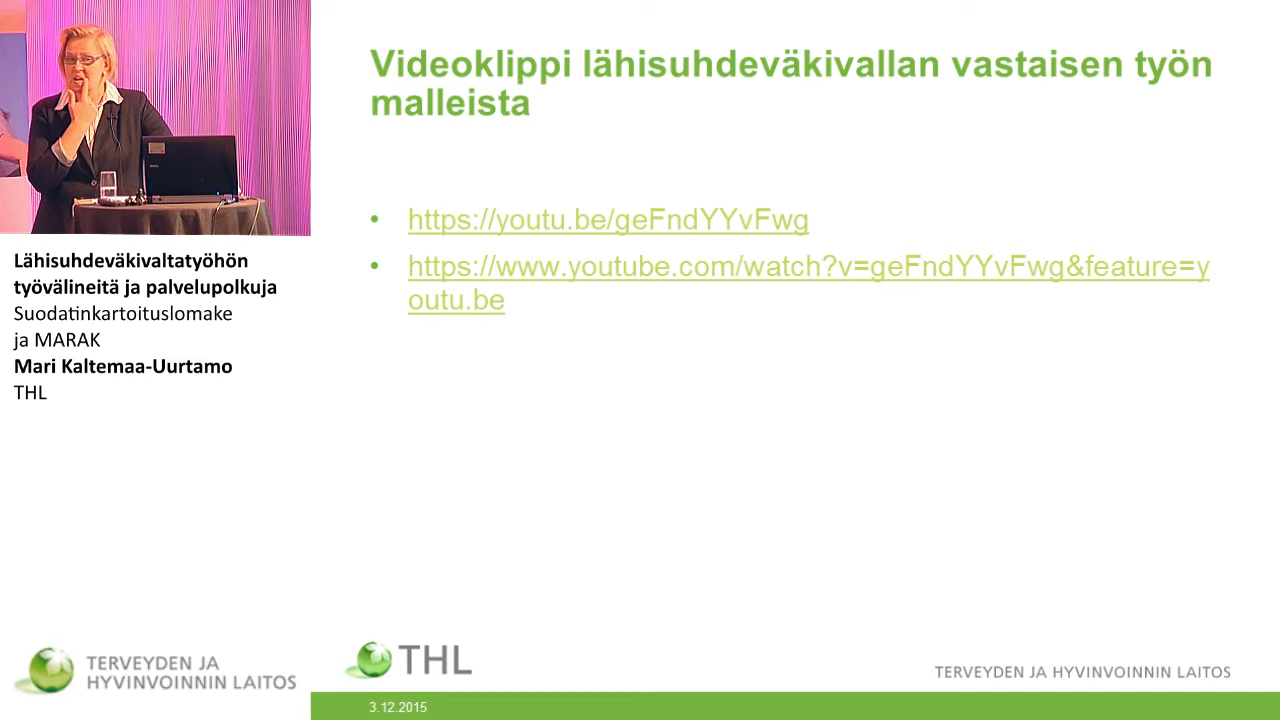 Videoklippi lähisuhdeväkivallan vastaisen työn
malleista
• https://youtu.be/geFndYYvFwg
• https://www.youtube.com/watch?v=geFndYYvFwg&feature=y
outu.be
Lähisuhdeväkivaltatyöhön
työvälineitä ja palvelupolkuja
Suodatinkartoituslomake
ja MARAK
Mari Kaltemaa-Uurtamo
THL
TERVEYDEN JA
HYVINVOINNIN LAITOS
THL
TERVEYDEN JA HYVINVOINNIN LAITOS
3.12.2015